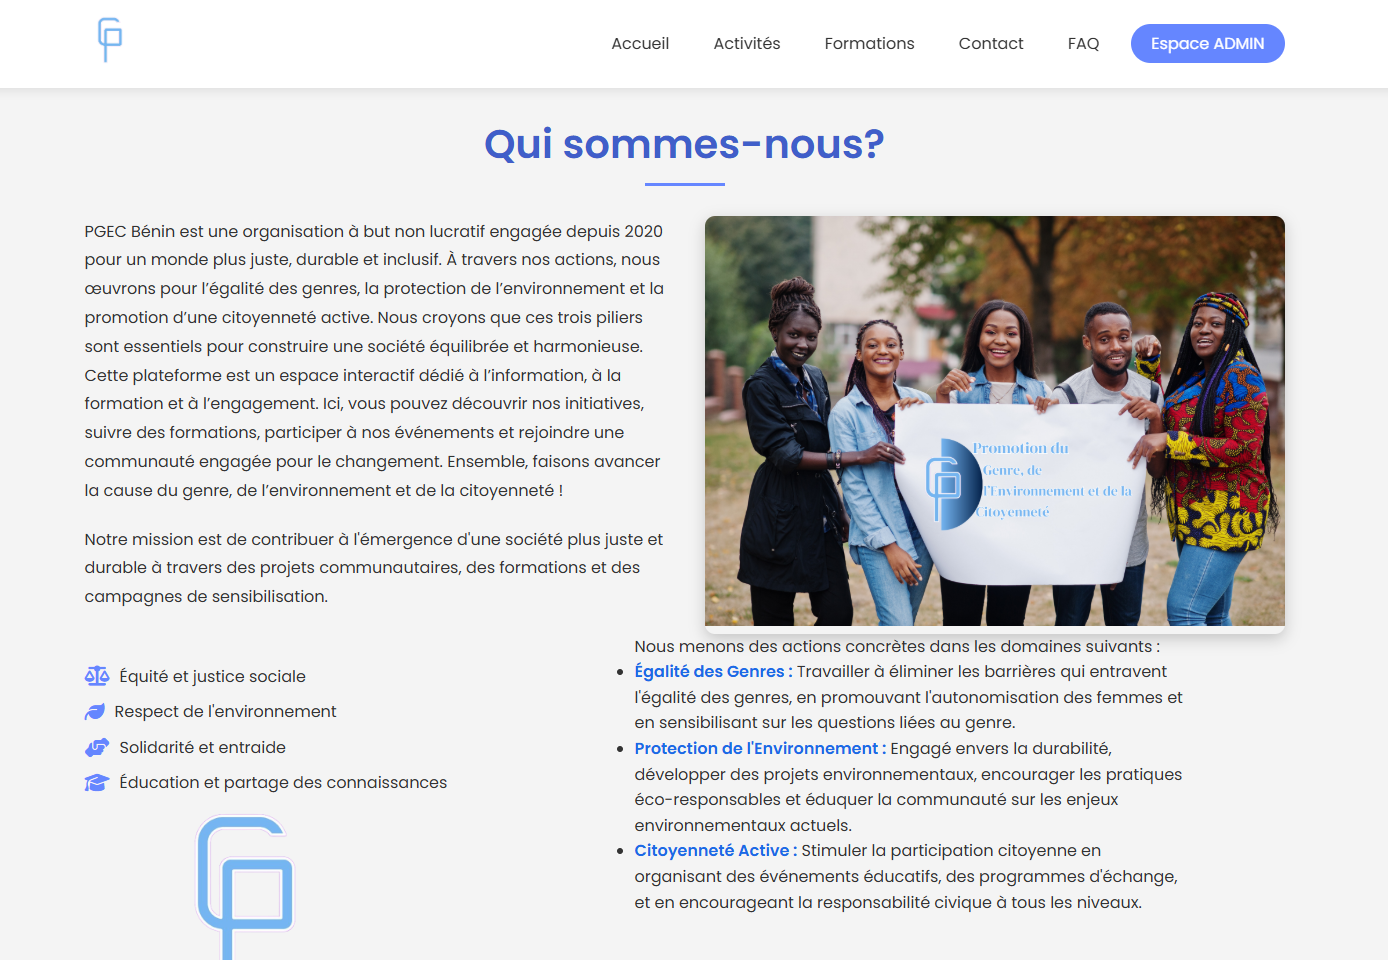 Accueil
Activités
Formations
Contact
FAQ
Espace ADMIN
Qui sommes-nous?
PGEC Bénin est une organisation à but non lucratif engagée depuis 2020
pour un monde plus juste, durable et inclusif. À travers nos actions, nous
œuvrons pour l’égalité des genres, la protection de l’environnement et la
promotion d’une citoyenneté active. Nous croyons que ces trois piliers
sont essentiels pour construire une société équilibrée et harmonieuse.
Cette plateforme est un espace interactif dédié à l’information, à la
formation et à l’engagement. Ici, vous pouvez découvrir nos initiatives,
suivre des formations, participer à nos événements et rejoindre une
communauté engagée pour le changement. Ensemble, faisons avancer
la cause du genre, de l’environnement et de la citoyenneté !
Notre mission est de contribuer à l'émergence d'une société plus juste et
durable à travers des projets communautaires, des formations et des
campagnes de sensibilisation.
Équité et justice sociale
Respect de l'environnement
Solidarité et entraide
Éducation et partage des connaissances
Promotion du
Genre, de
l'Environnement et de la
Citoyenneté
Nous menons des actions concrètes dans les domaines suivants :
Égalité des Genres : Travailler à éliminer les barrières qui entravent
l'égalité des genres, en promouvant l'autonomisation des femmes et
en sensibilisant sur les questions liées au genre.
Protection de l'Environnement : Engagé envers la durabilité,
développer des projets environnementaux, encourager les pratiques
éco-responsables et éduquer la communauté sur les enjeux
environnementaux actuels.
Citoyenneté Active : Stimuler la participation citoyenne en
organisant des événements éducatifs, des programmes d'échange,
et en encourageant la responsabilité civique à tous les niveaux.